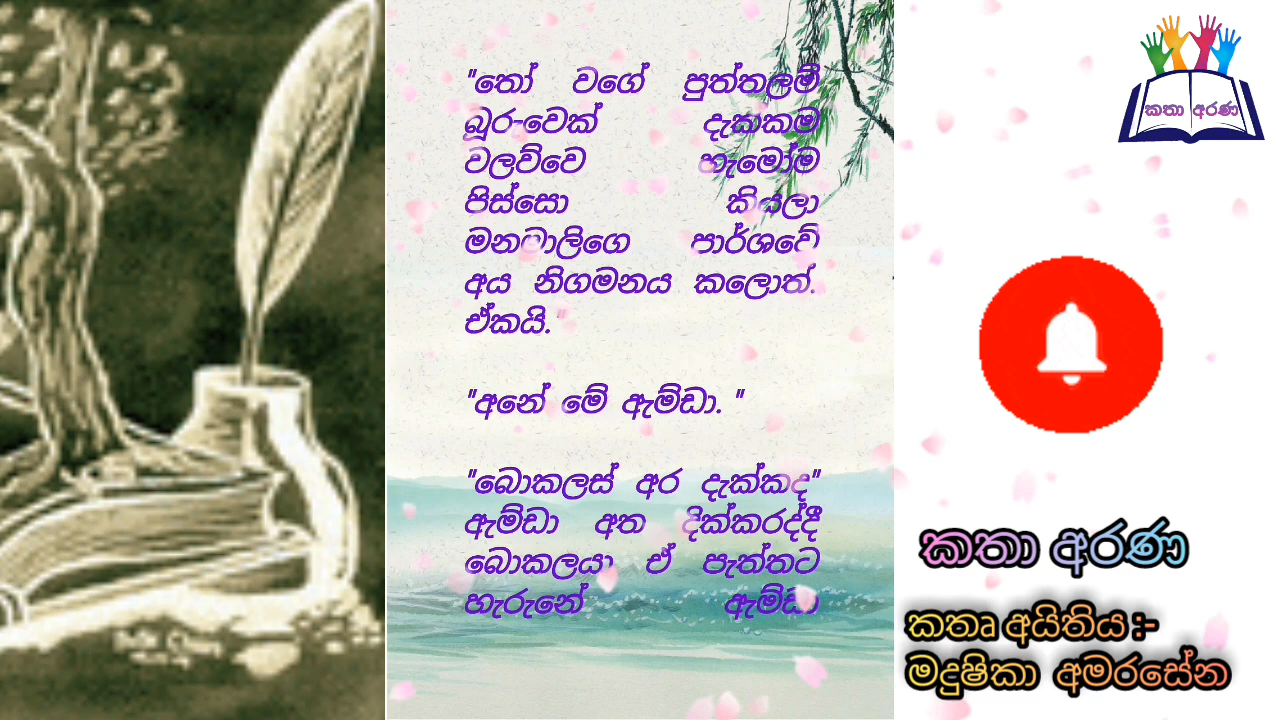 "තෝ වගේ පුත්තලමී
බූරුවෙක් දැකකම
වලව්වෙ හැමෝම
පිස්සො කියලා
මනමාලිගෙ පාර්ශවේ
අය නිගමනය කලොත්.
ඒකයි."
"අනේ මේ ඇම්ඩා. "
"බොකලස් අර දැක්කද"
ඇම්ඩා අත දික්කරද්දී
බොකලයා ඒ පැත්තට
හැරුනේ ඇම්ඩා
කතා අරණ
කතා අරණ
කතෘ අයිතිය :-
මදුෂිකා අමරසේන